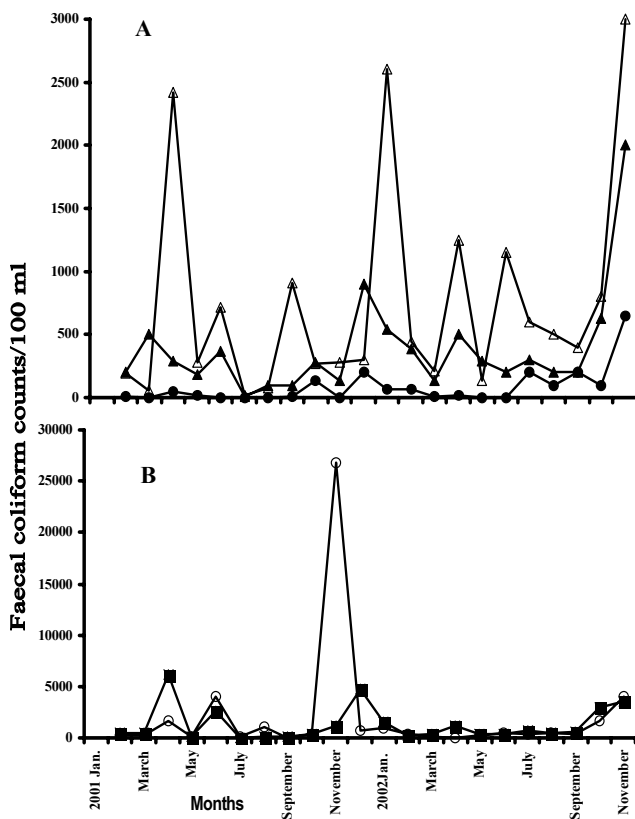 A
3000
2500
2000
1500
1000
500
0
Faecal coliform counts/100 ml
B
30000
25000
20000
15000
10000
5000
0
2001 Jan.
March
May
July
September
November
2002Jan.
March
May
July
September
November
Months